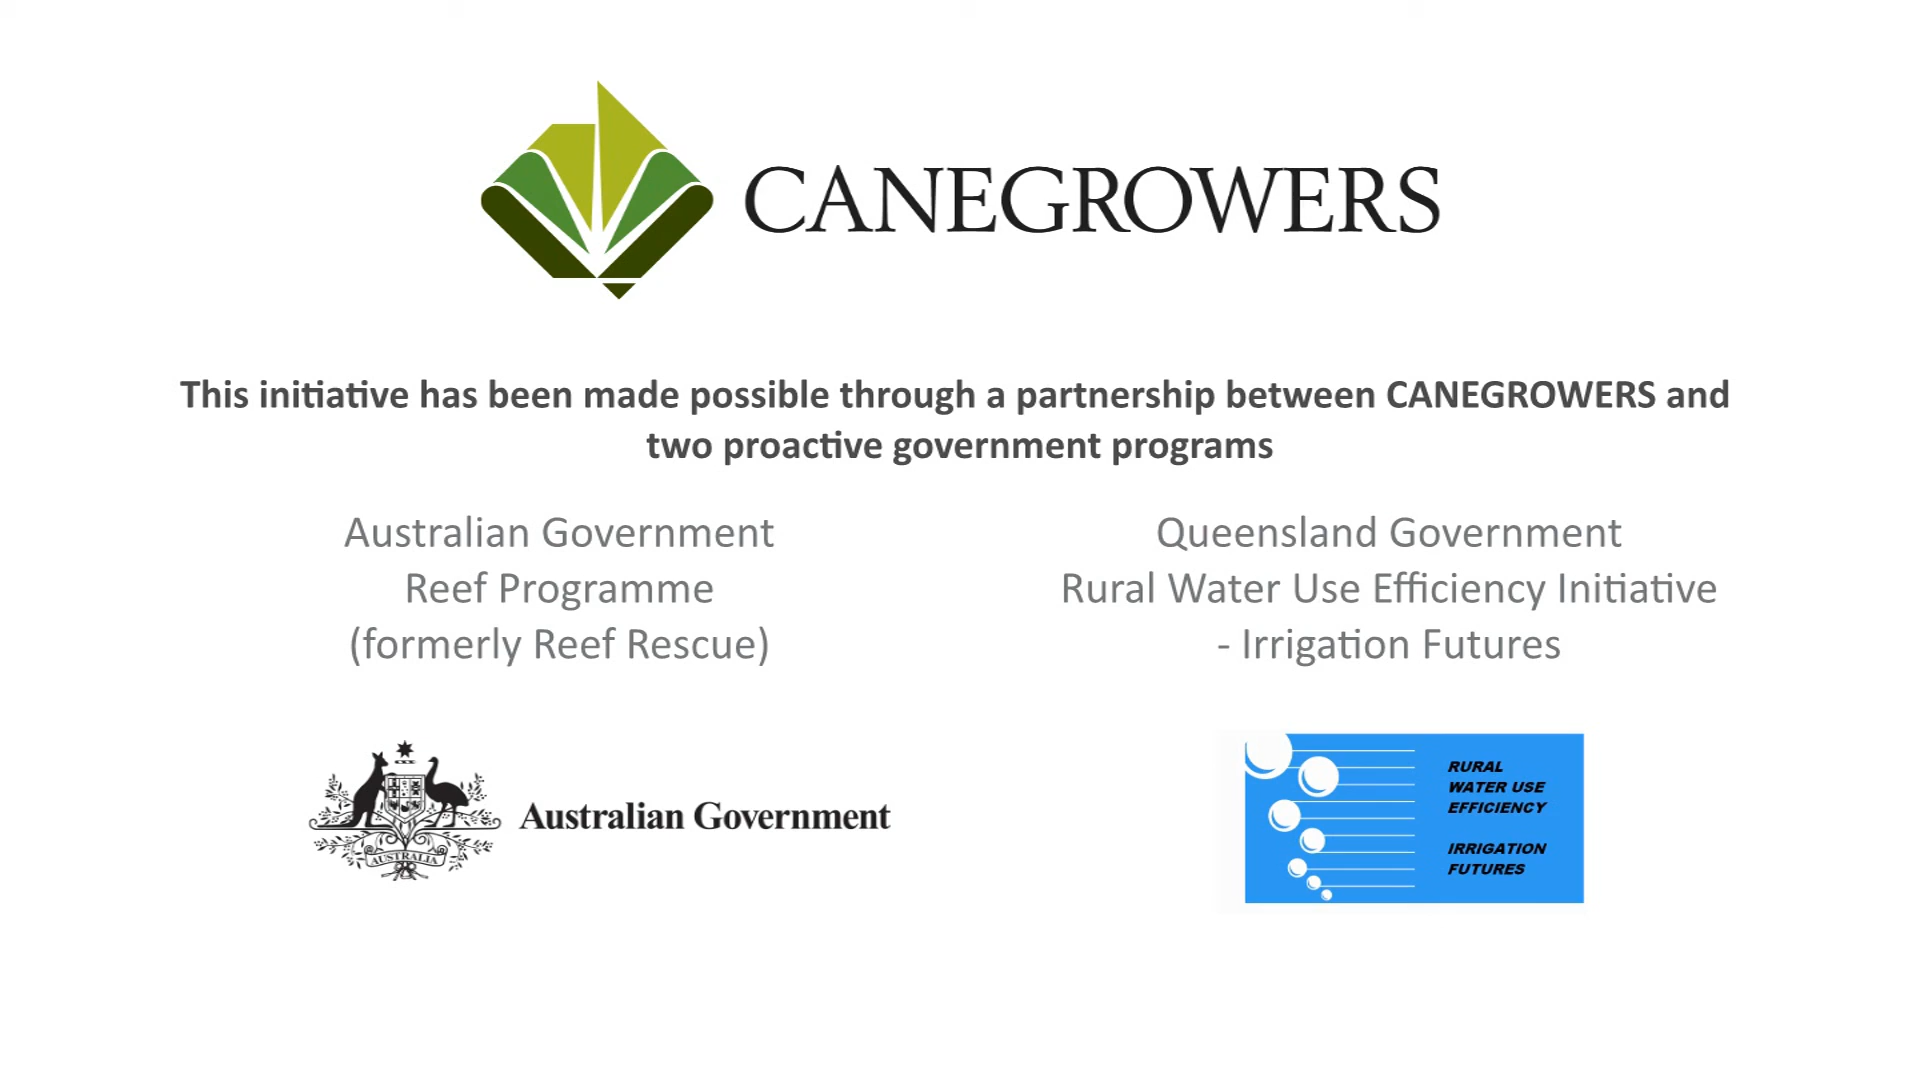 CANEGROWERS
This initiative has been made possible through a partnership between CANEGROWERS and
two proactive government programs
Australian Government
Reef Programme
(formerly Reef Rescue)
Queensland Government
Rural Water Use Efficiency Initiative
- Irrigation Futures
AUSTRALIA
Australian Government
RURAL
WATER USE
EFFICIENCY
IRRIGATION
FUTURES